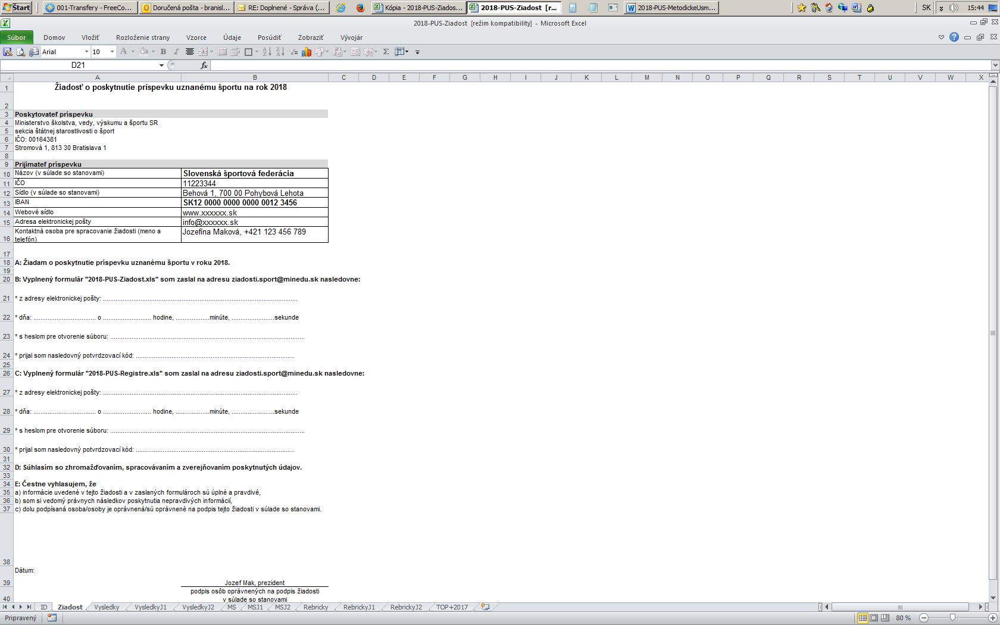 Štart
001-Transfery - FreeCo...
Doručená pošta - branisl...
RE: Doplnené - Správa (...
Kópia - 2018-PUS-Ziados...
2018-PUS-Ziadost [r...
2018-PUS-MetodickeUsm...
SK
15:44
2018-PUS-Ziadost [režim kompatibility] - Microsoft Excel
Súbor Domov Vložiť Rozloženie strany Vzorce Údaje Posúdiť Zobraziť Vývojár
Arial 10
D21 fx
A B C D E F G H I J K L M N O P Q R S T U V W X
1 Žiadosť o poskytnutie príspevku uznanému športu na rok 2018
2
3 Poskytovateľ príspevku
4 Ministerstvo školstva, vedy, výskumu a športu SR
5 sekcia štátnej starostlivosti o šport
6 IČO: 00164381
7 Stromová 1, 813 30 Bratislava 1
8
9 Prijímateľ príspevku
10 Názov (v súlade so stanovami) Slovenská športová federácia
11 IČO 11223344
12 Sídlo (v súlade so stanovami) Behová 1, 700 00 Pohybová Lehota
13 IBAN SK12 0000 0000 0000 0012 3456
14 Webové sídlo www.xxxxxx.sk
15 Adresa elektronickej pošty info@xxxxxx.sk
Kontaktná osoba pre spracovanie žiadosti (meno a Jozefína Maková, +421 123 456 789
16 telefón)
17
18 A: Žiadam o poskytnutie príspevku uznanému športu v roku 2018.
19
20 B: Vyplnený formulár "2018-PUS-Ziadost.xls" som zaslal na adresu ziadosti.sport@minedu.sk nasledovne:
21 * z adresy elektronickej pošty: .............................................................................................................
22 * dňa: ................................... o ........................... hodine, ...................minúte, ........................sekunde
23 * s heslom pre otvorenie súboru: .............................................................................................................
24 * prijal som nasledovný potvrdzovací kód: .........................................................................................
25
26 C: Vyplnený formulár "2018-PUS-Registre.xls" som zaslal na adresu ziadosti.sport@minedu.sk nasledovne:
27 * z adresy elektronickej pošty: .............................................................................................................
28 * dňa: ................................... o ........................... hodine, ...................minúte, ........................sekunde
29 * s heslom pre otvorenie súboru: .............................................................................................................
30 * prijal som nasledovný potvrdzovací kód: .........................................................................................
31
32 D: Súhlasím so zhromažďovaním, spracovávaním a zverejňovaním poskytnutých údajov.
33
34 E: Čestne vyhlasujem, že
35 a) informácie uvedené v tejto žiadosti a v zaslaných formulároch sú úplné a pravdivé,
36 b) som si vedomý právnych následkov poskytnutia nepravdivých informácií,
37 c) dolu podpísaná osoba/osoby je oprávnená/sú oprávnené na podpis tejto žiadosti v súlade so stanovami.
38
Dátum:
39 Jozef Mak, prezident
podpis osôb oprávnených na podpis žiadosti
40 v súlade so stanovami
ID Ziadost Vysledky VysledkyJ1 VysledkyJ2 MS MSJ1 MSJ2 Rebricky RebrickyJ1 RebrickyJ2 TOP+2017
Pripravený 80 %